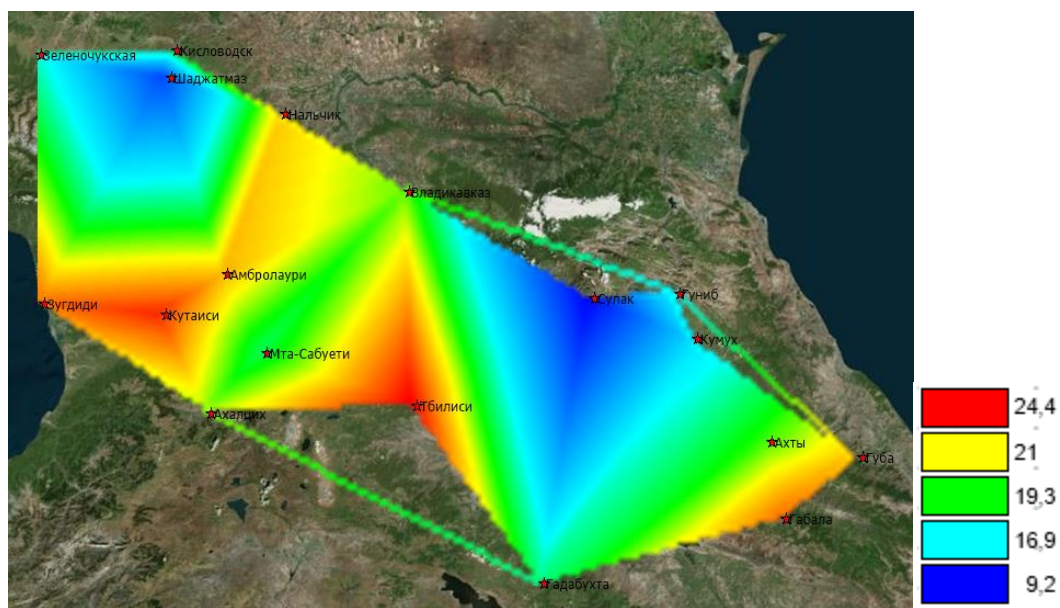 Зеленочукская
Кисловодск
Шаджатмаз
Нальчик
Владикавказ
Амбролаури
Зугдиди
Кутаиси
Сулак
Гуниб
Кумух
Мта-Сабуети
Ахалцих
Тбилиси
Ахты
Губа
Габала
Гадабухта
24,4
21
19,3
16,9
9,2